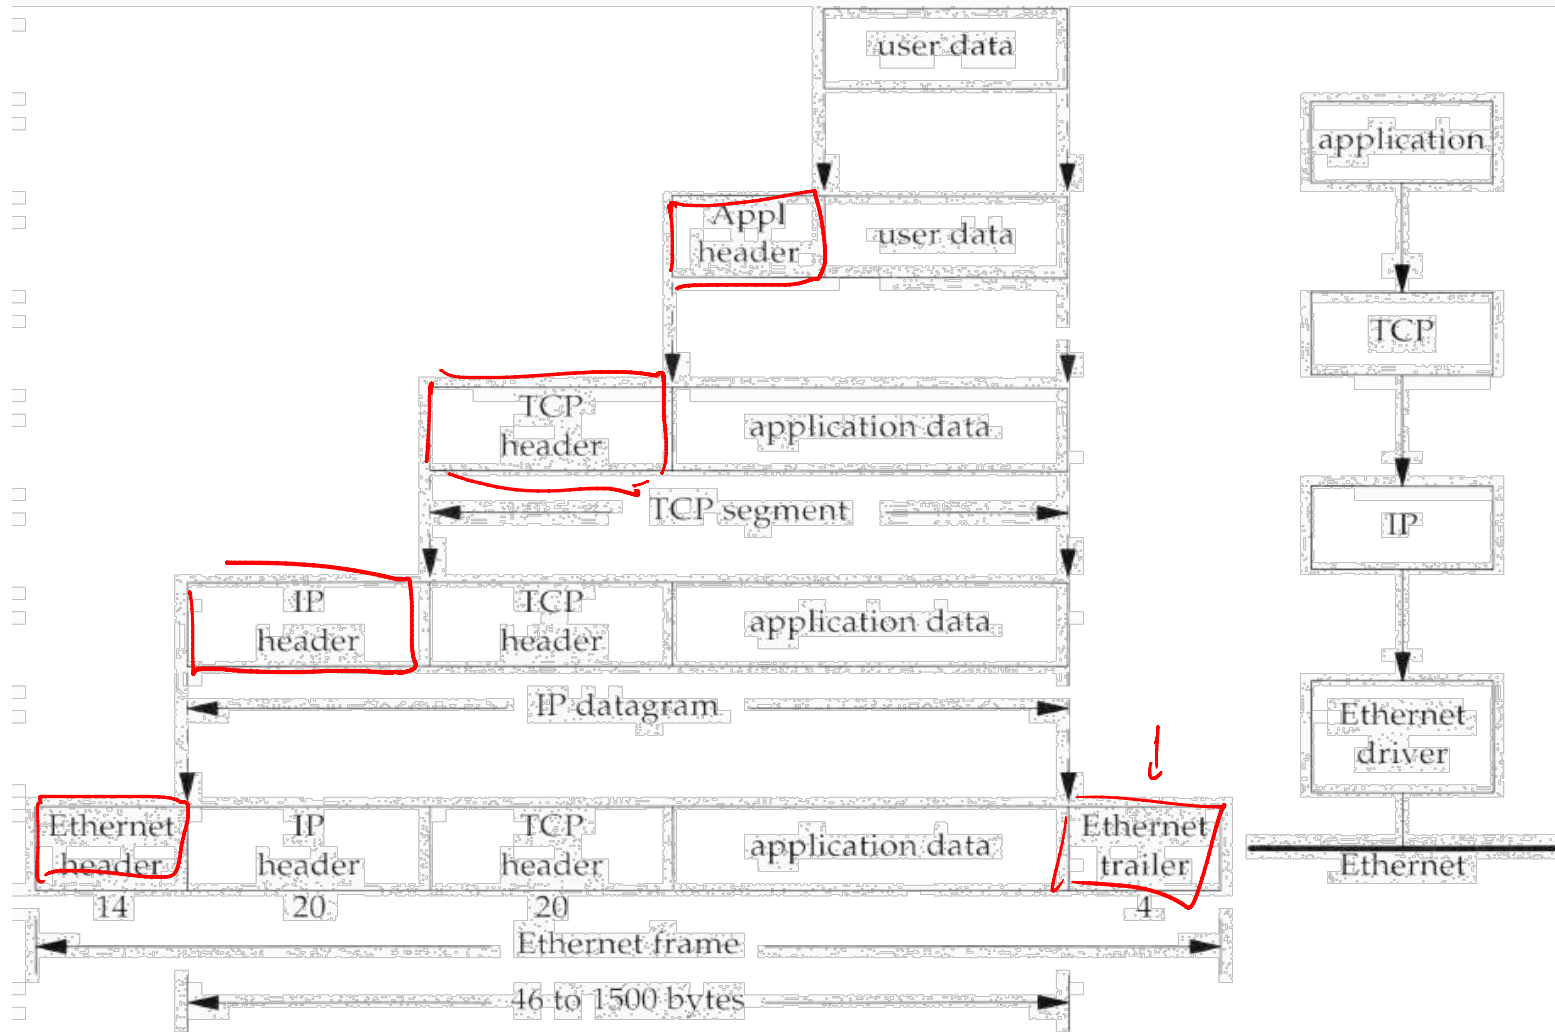 user data
application
Appl
header
user data
TCP
TCP
header
application data
TCP segment
IP
IP
header
TCP
header
application data
IP datagram
Ethernet
driver
Ethernet
header
IP
header
TCP
header
application data
Ethernet
trailer
Ethernet
14
20
20
4
Ethernet frame
46 to 1500 bytes